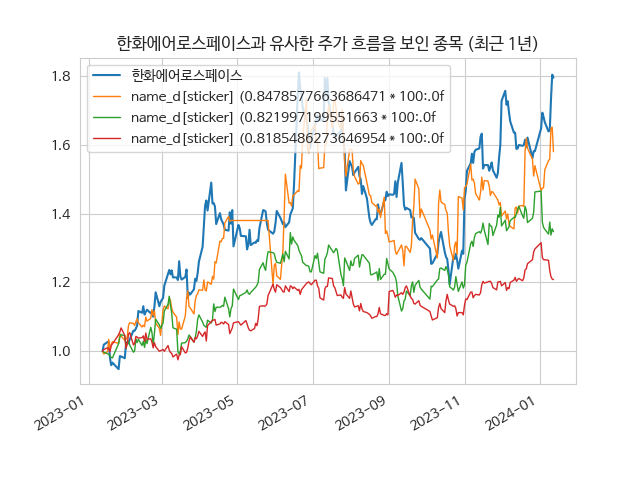 한화에어로스페이스과 유사한 주가 흐름을 보인 종목 (최근 1년)
한화에어로스페이스
name_d[sticker] (0.8478577663686471 * 100:.0f
name_d[sticker] (0.821997199551663 * 100:.0f
name_d[sticker] (0.8185486273646954 * 100:.0f
1.8
1.6
1.4
1.2
1.0
2023-01
2023-03
2023-05
2023-07
2023-09
2023-11
2024-01